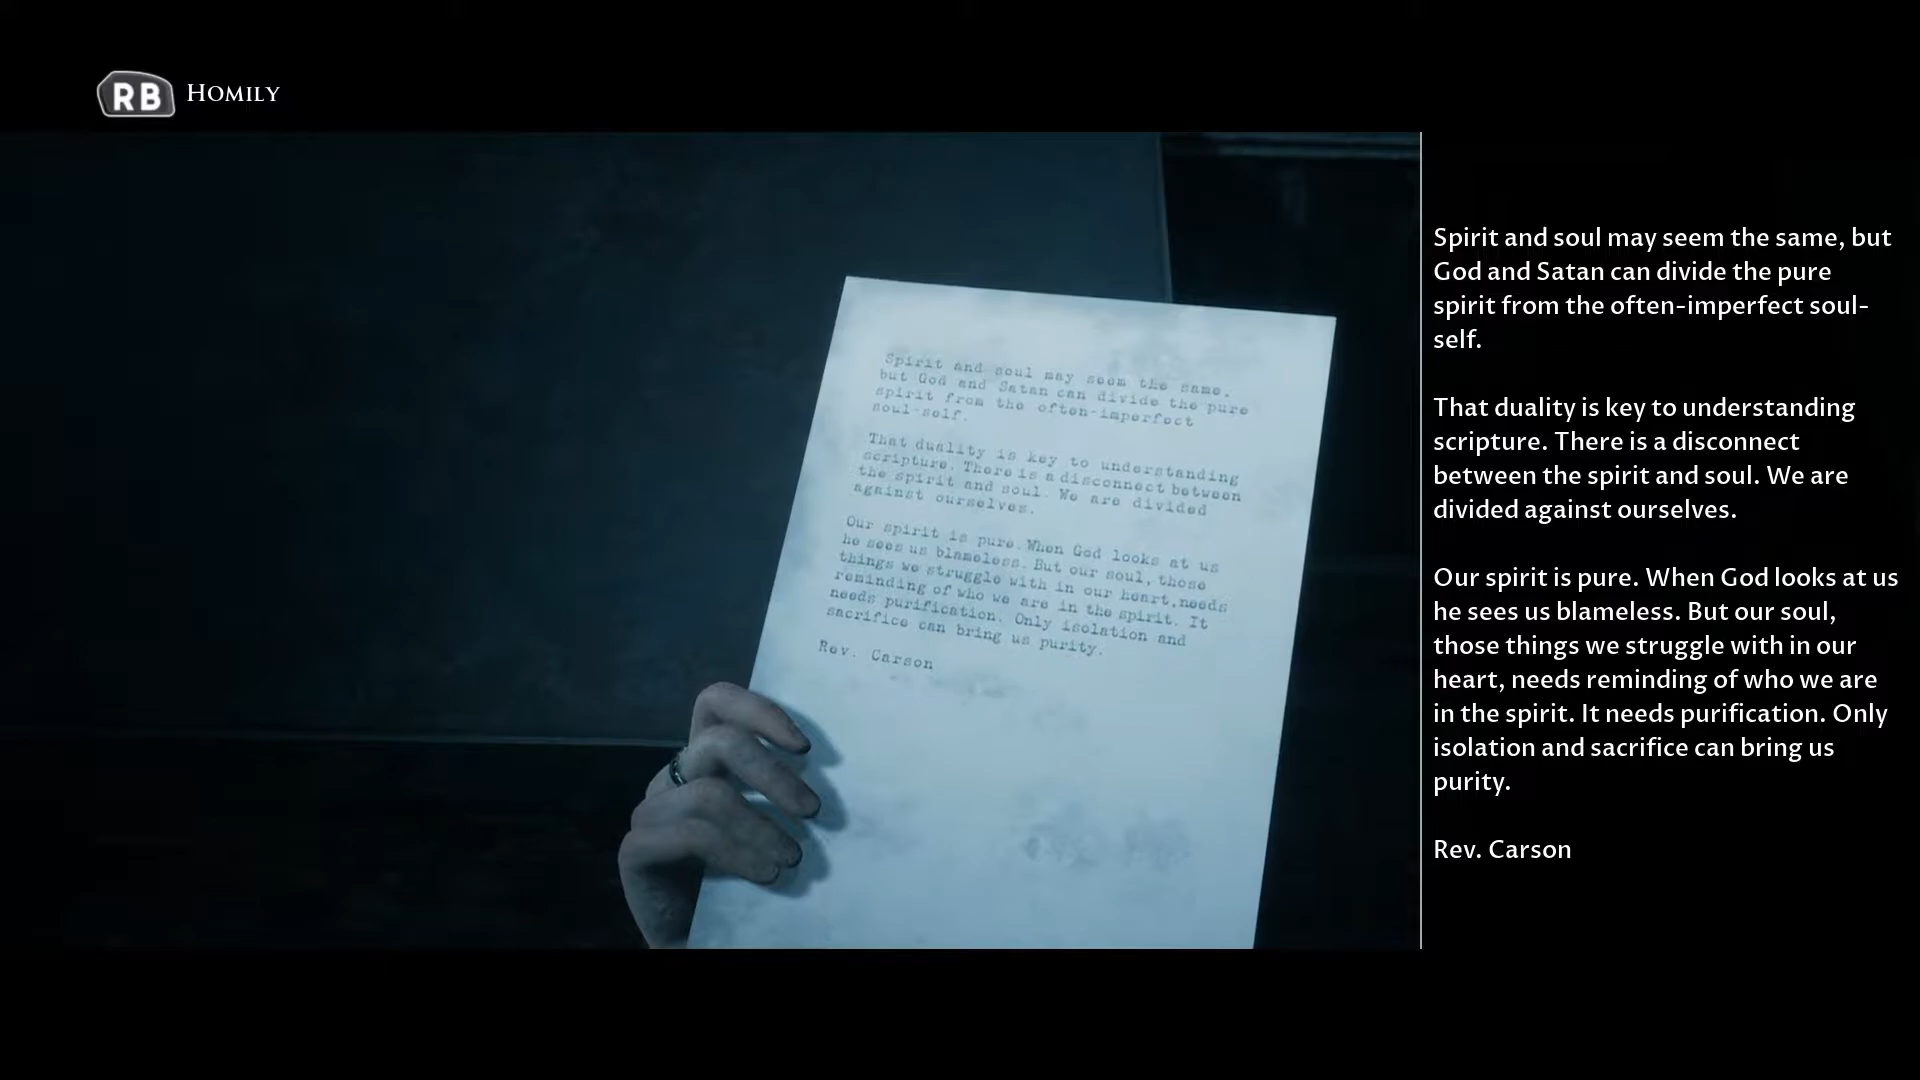 RB Homily
Spirit and soul may seem the same,
but God and Satan can divide the pure
spirit from the often-imperfect
soul-self.
That duality is key to understanding
scripture. There is a disconnect between
the spirit and soul. We are divided
against ourselves.
Our spirit is pure. When God looks at us
he sees us blameless. But our soul, those
things we struggle with in our heart, needs
reminding of who we are in the spirit. It
needs purification. Only isolation and
sacrifice can bring us purity.
Rev. Carson
Spirit and soul may seem the same, but
God and Satan can divide the pure
spirit from the often-imperfect soul-
self.
That duality is key to understanding
scripture. There is a disconnect
between the spirit and soul. We are
divided against ourselves.
Our spirit is pure. When God looks at us
he sees us blameless. But our soul,
those things we struggle with in our
heart, needs reminding of who we are
in the spirit. It needs purification. Only
isolation and sacrifice can bring us
purity.
Rev. Carson